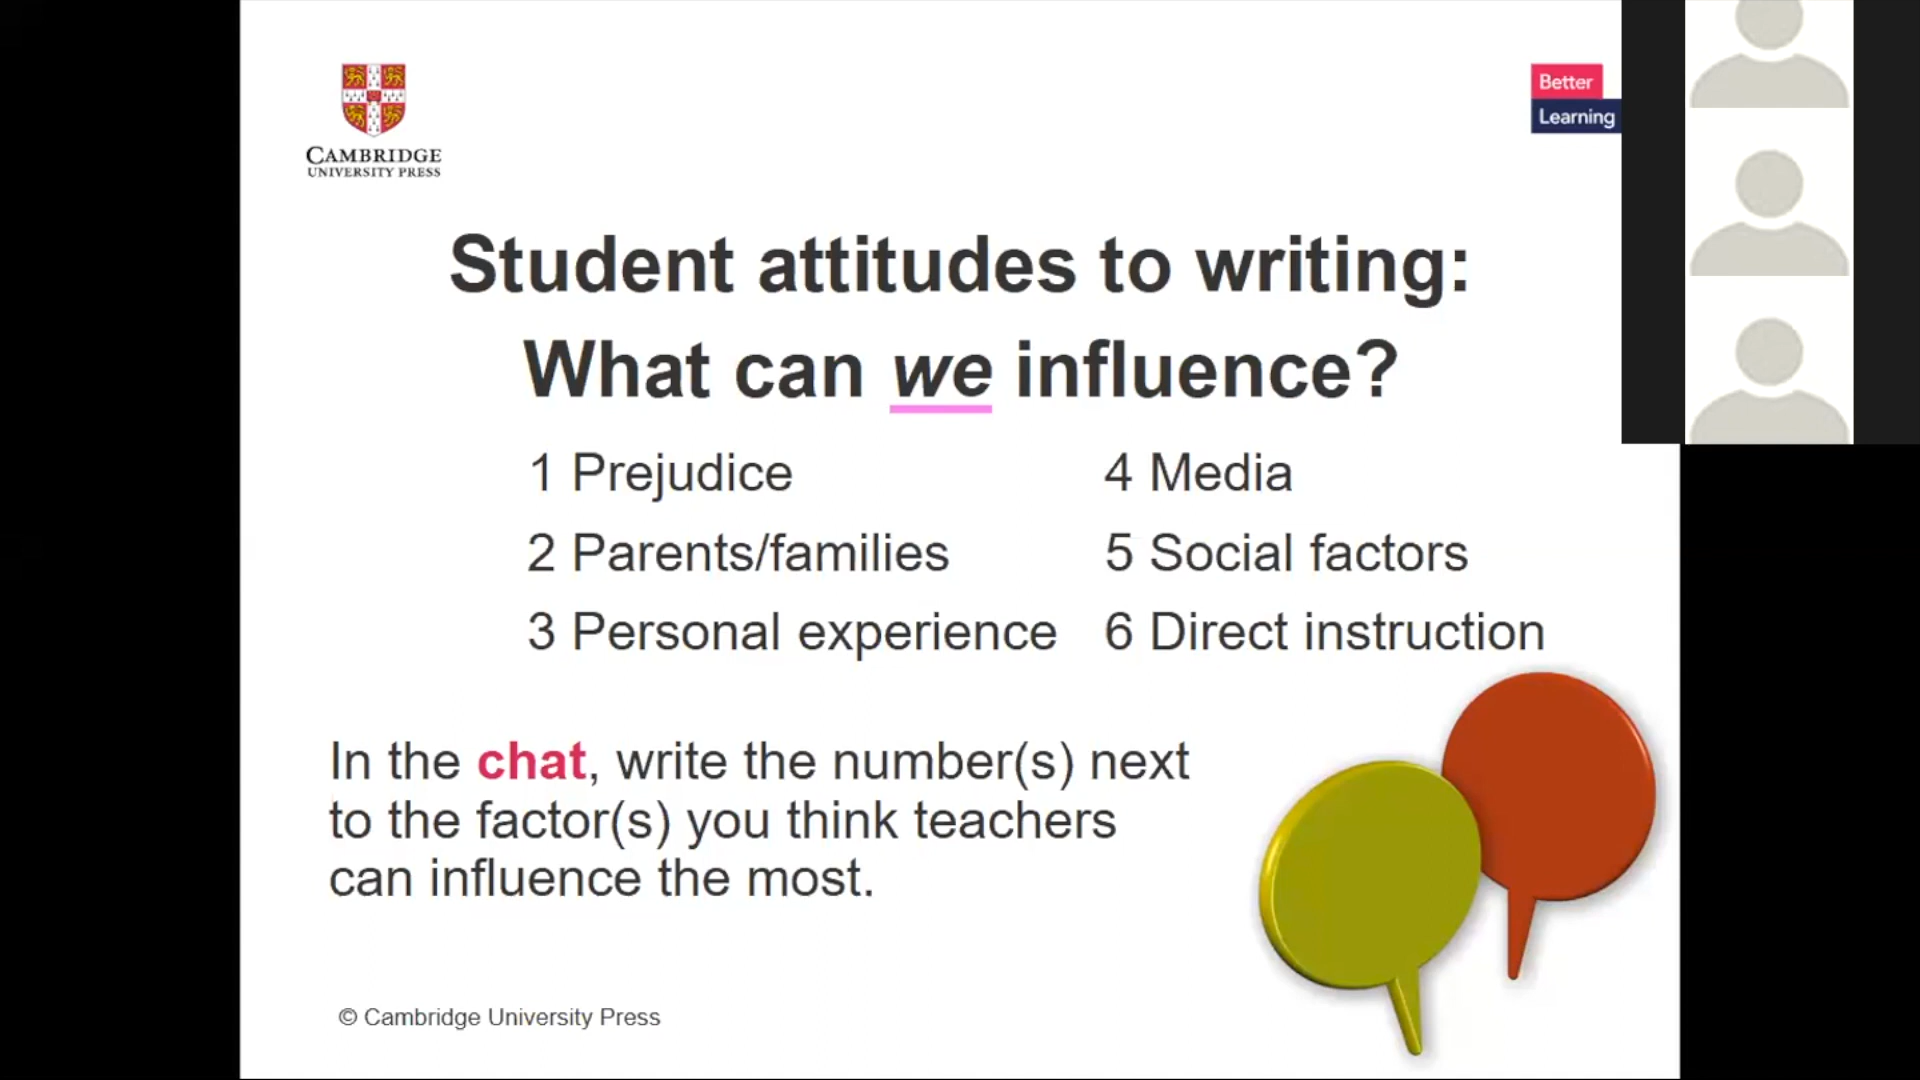 CAMBRIDGE
UNIVERSITY PRESS
Better
Learning
Student attitudes to writing:
What can we influence?
1 Prejudice
2 Parents/families
3 Personal experience
4 Media
5 Social factors
6 Direct instruction
In the chat, write the number(s) next
to the factor(s) you think teachers
can influence the most.
© Cambridge University Press